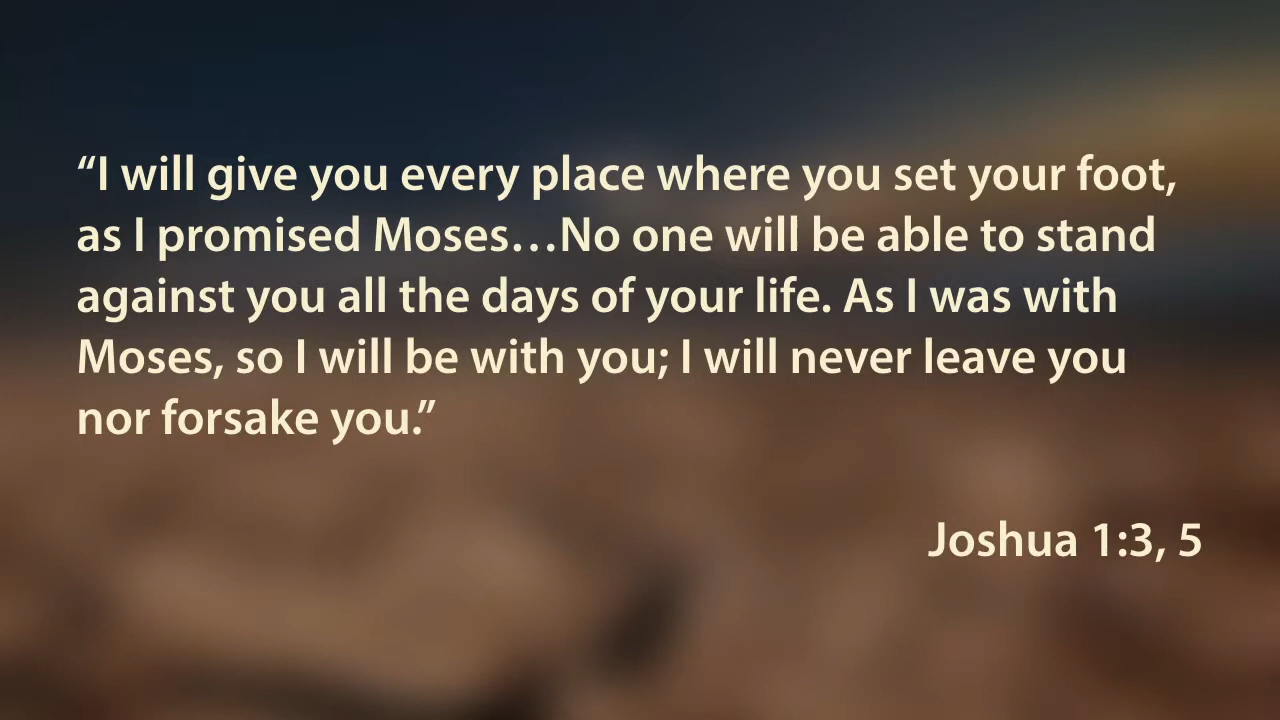 “I will give you every place where you set your foot,
as I promised Moses…No one will be able to stand
against you all the days of your life. As I was with
Moses, so I will be with you; I will never leave you
nor forsake you.”
Joshua 1:3, 5